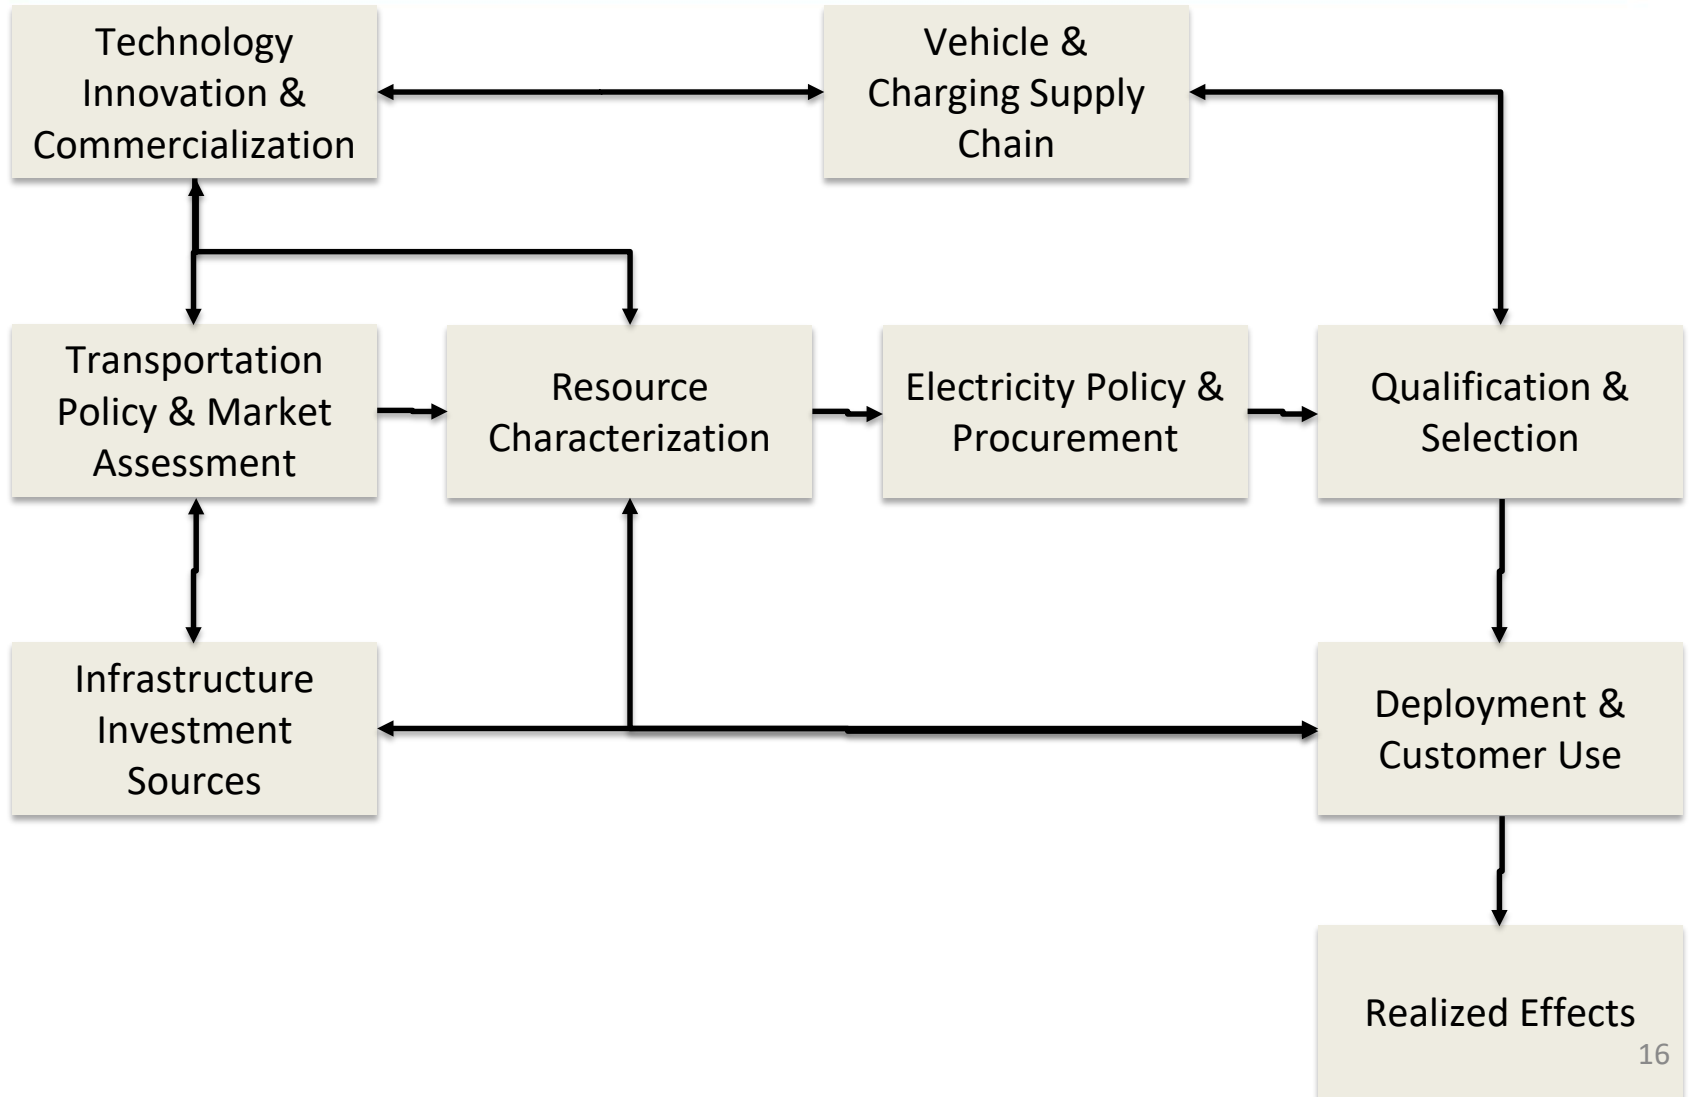 Technology
Innovation &
Commercialization
Vehicle &
Charging Supply
Chain
Transportation
Policy & Market
Assessment
Resource
Characterization
Electricity Policy &
Procurement
Qualification &
Selection
Infrastructure
Investment
Sources
Deployment &
Customer Use
Realized Effects
16